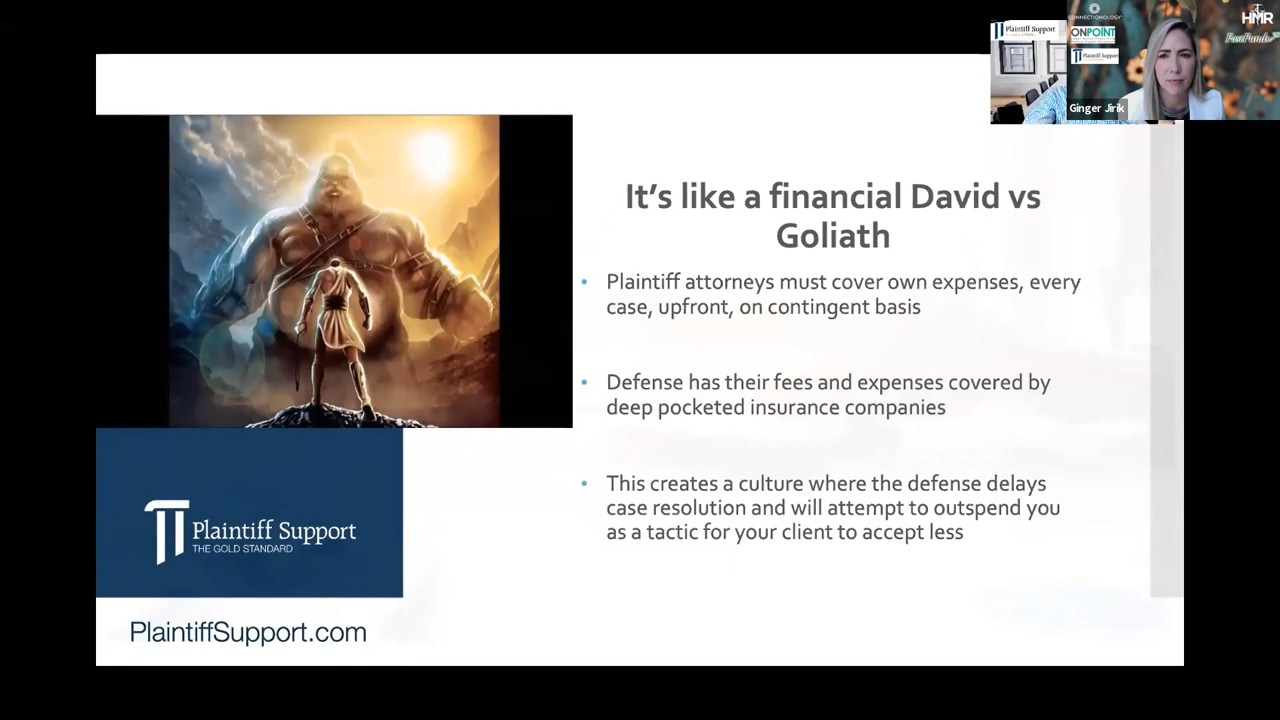 Plaintiff Support
CONNECTIONOLOGY
ONPOINT
Plaintiff Support
HMR
FastFunds
Ginger Jirik
It's like a financial David vs
Goliath
• Plaintiff attorneys must cover own expenses, every
case, upfront, on contingent basis
• Defense has their fees and expenses covered by
deep pocketed insurance companies
• This creates a culture where the defense delays
case resolution and will attempt to outspend you
as a tactic for your client to accept less
Plaintiff Support
THE GOLD STANDARD
PlaintiffSupport.com